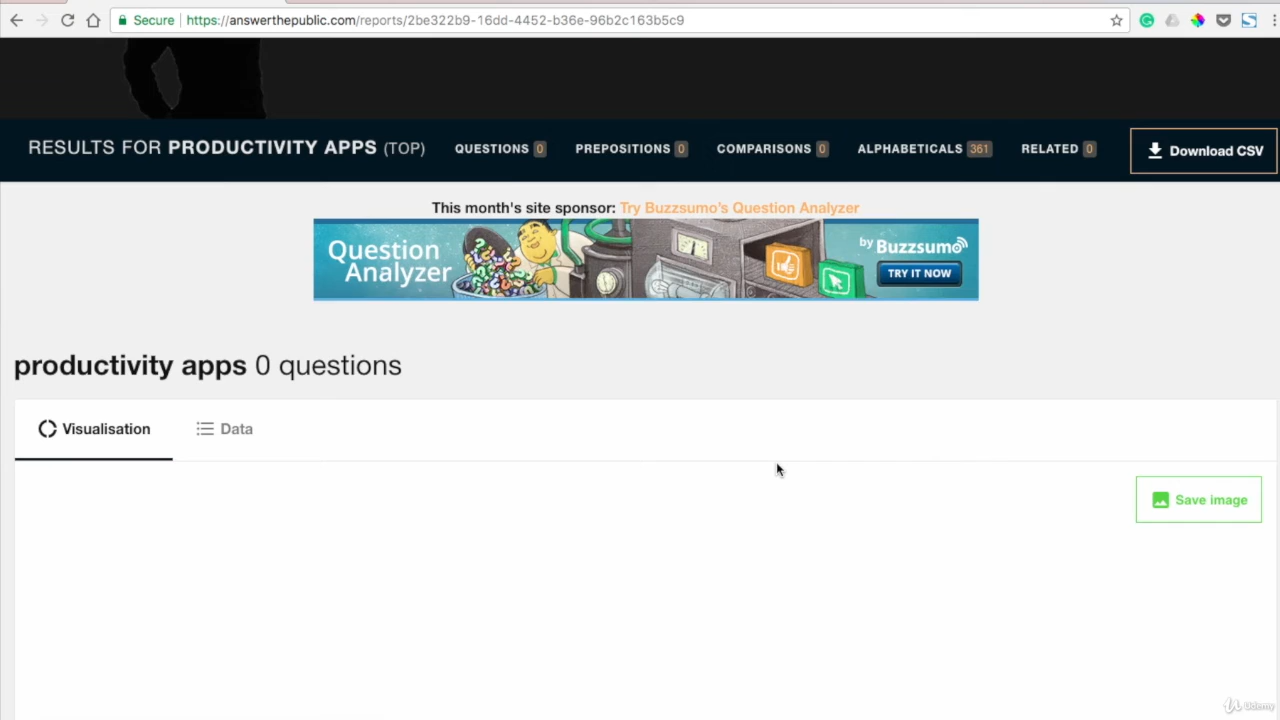 Secure https://answerthepublic.com/reports/2be322b9-16dd-4452-b36e-96b2c163b5c9
RESULTS FOR PRODUCTIVITY APPS (TOP) QUESTIONS 0 PREPOSITIONS 0 COMPARISONS 0 ALPHABETICALS 361 RELATED 0 Download CSV
This month's site sponsor: Try Buzzsumo's Question Analyzer
Question
Analyzer
by Buzzsumo
TRY IT NOW
productivity apps 0 questions
Visualisation Data
Save image
Udemy